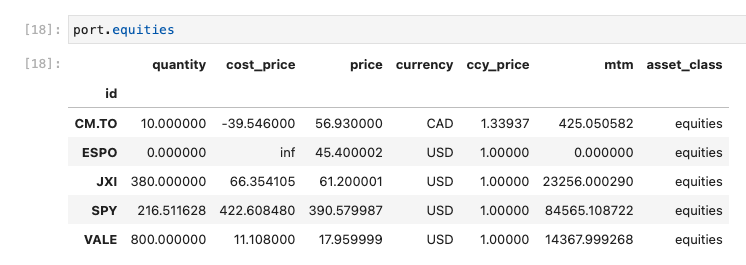 [18]: port.equities
[18]: quantity cost_price price currency ccy_price mtm asset_class
id
CM.TO 10.000000 -39.546000 56.930000 CAD 1.33937 425.050582 equities
ESPO 0.000000 inf 45.400002 USD 1.00000 0.000000 equities
JXI 380.000000 66.354105 61.200001 USD 1.00000 23256.000290 equities
SPY 216.511628 422.608480 390.579987 USD 1.00000 84565.108722 equities
VALE 800.000000 11.108000 17.959999 USD 1.00000 14367.999268 equities